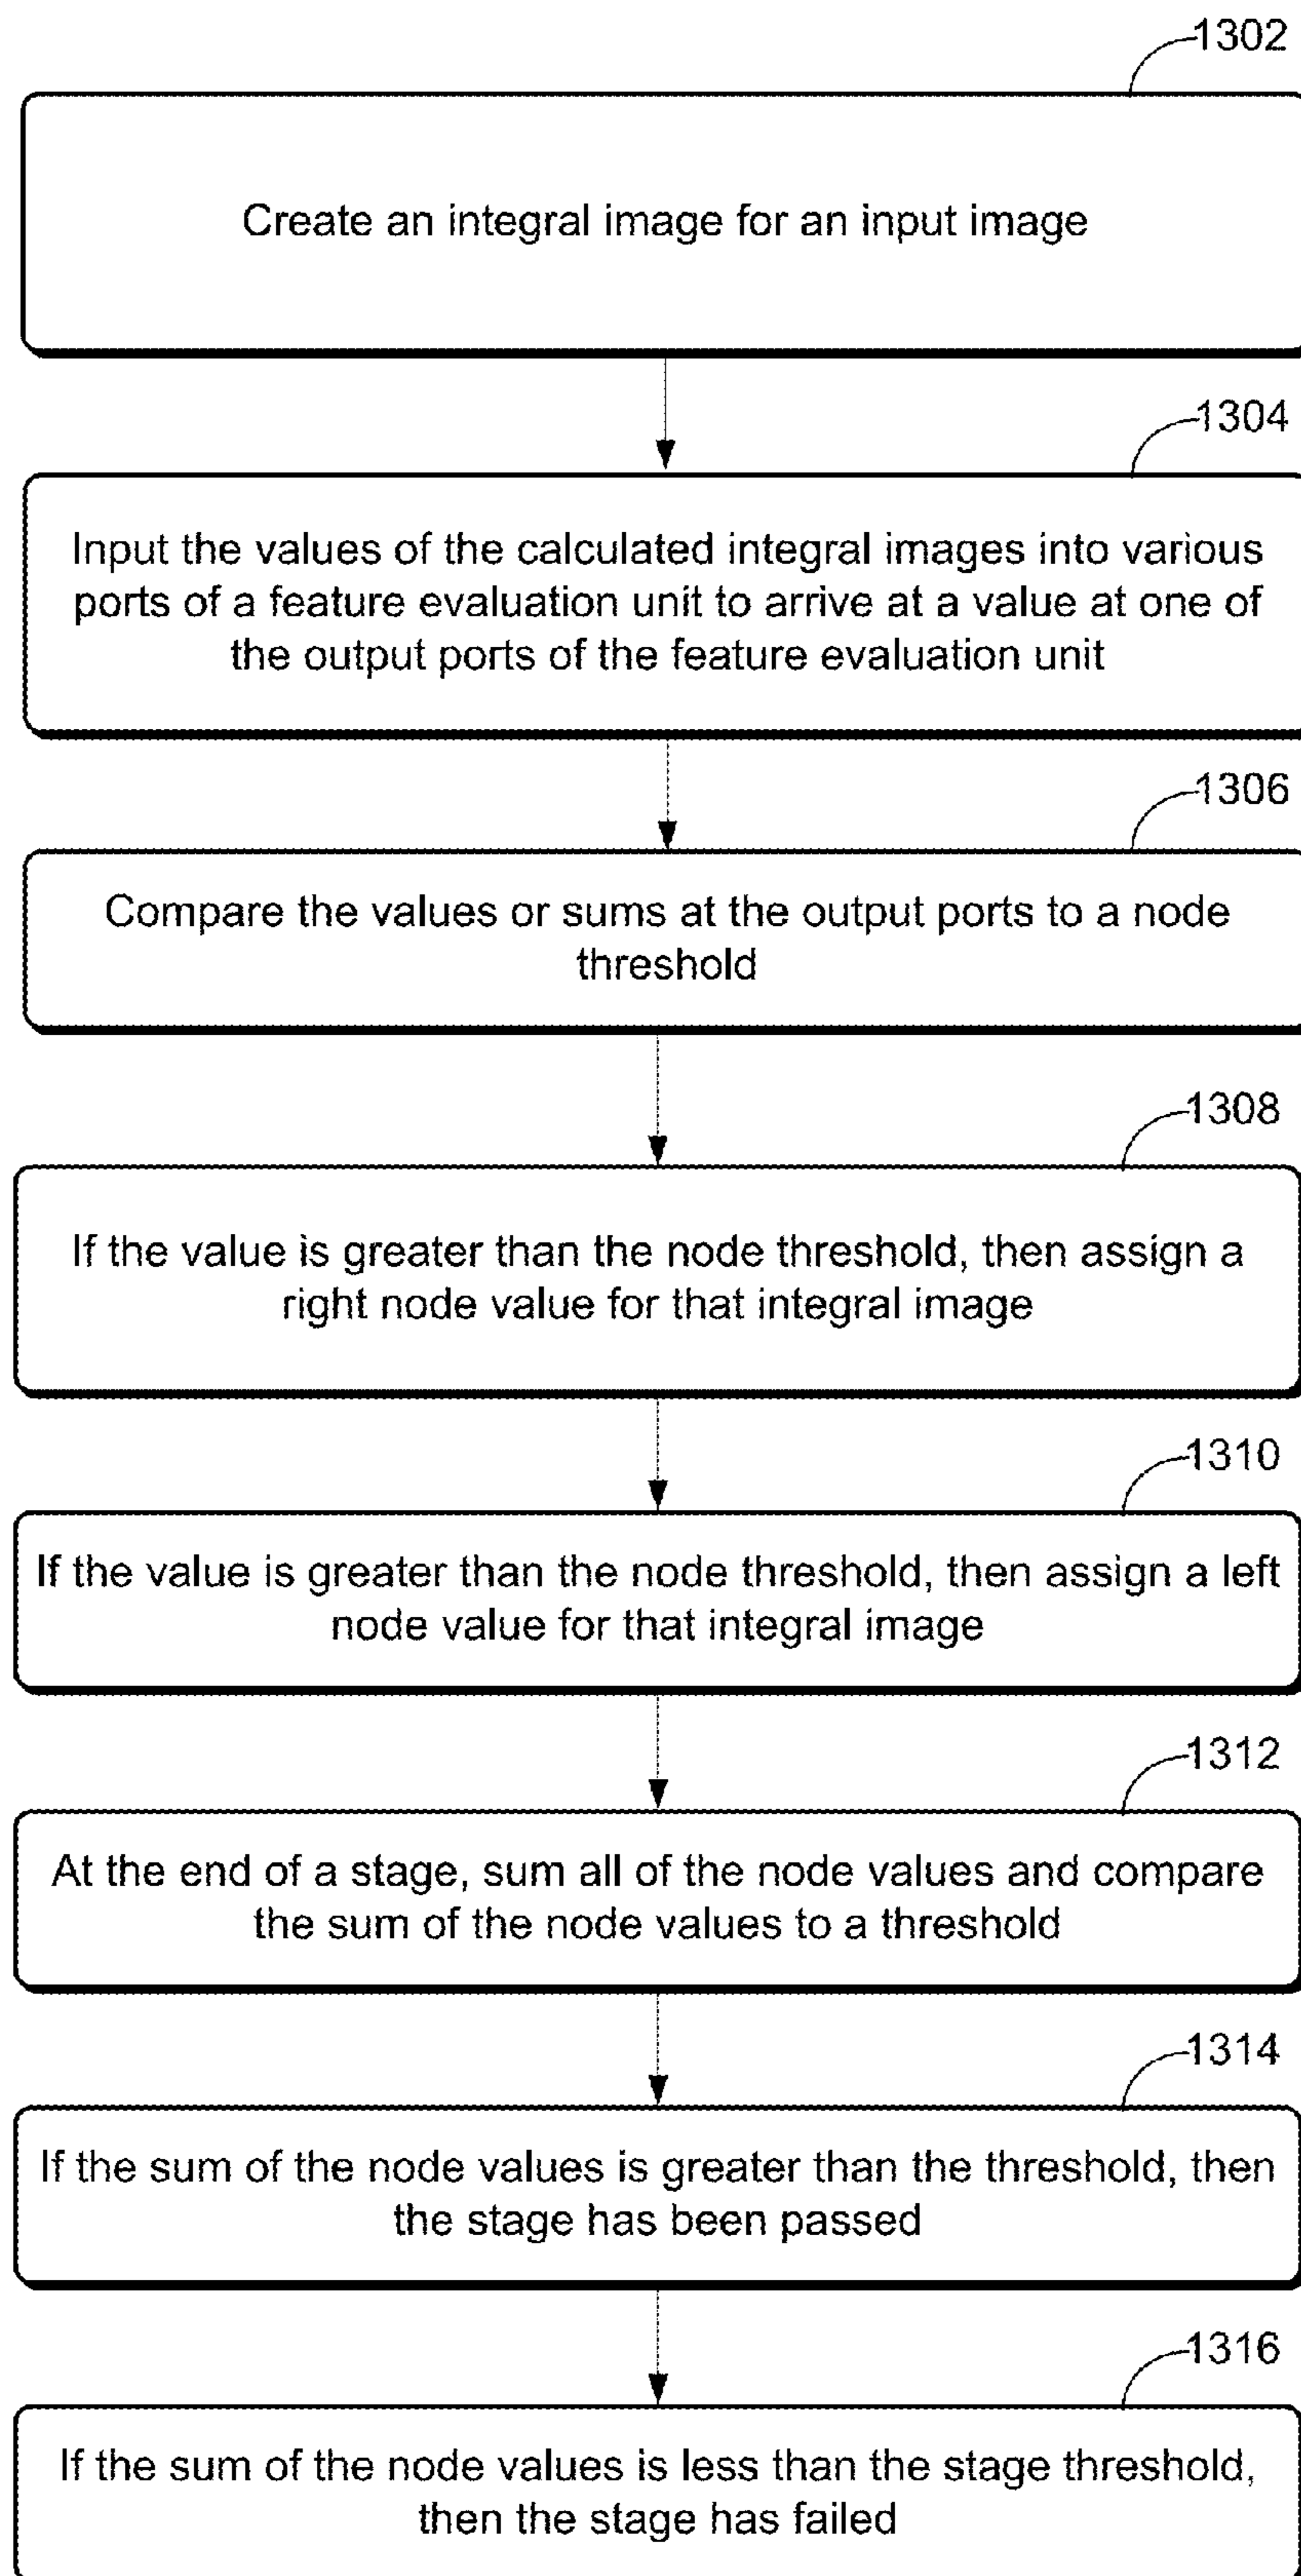 1302
Create an integral image for an input image
1304
Input the values of the calculated integral images into various
ports of a feature evaluation unit to arrive at a value at one of
the output ports of the feature evaluation unit
1306
Compare the values or sums at the output ports to a node
threshold
1308
If the value is greater than the node threshold, then assign a
right node value for that integral image
1310
If the value is greater than the node threshold, then assign a left
node value for that integral image
1312
At the end of a stage, sum all of the node values and compare
the sum of the node values to a threshold
1314
If the sum of the node values is greater than the threshold, then
the stage has been passed
1316
If the sum of the node values is less than the stage threshold,
then the stage has failed